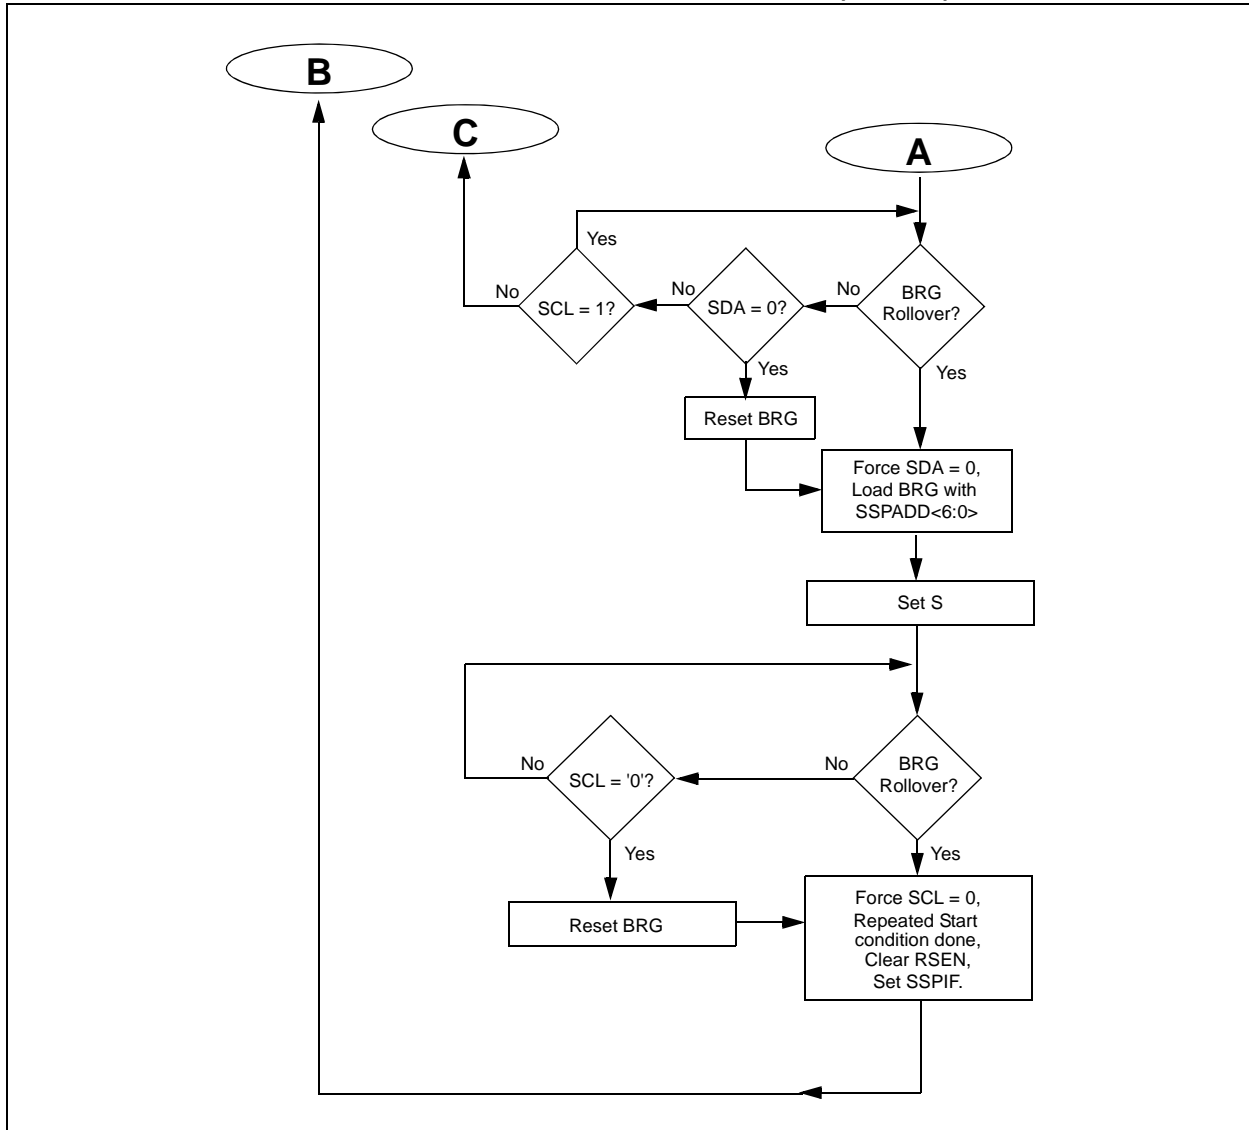 B
C
A
Yes
No
SCL = 1?
No
SDA = 0?
No
BRG
Rollover?
Yes
Yes
Reset BRG
Force SDA = 0,
Load BRG with
SSPADD<6:0>
Set S
No
SCL = '0'?
No
BRG
Rollover?
Yes
Yes
Reset BRG
Force SCL = 0,
Repeated Start
condition done,
Clear RSEN,
Set SSPIF.